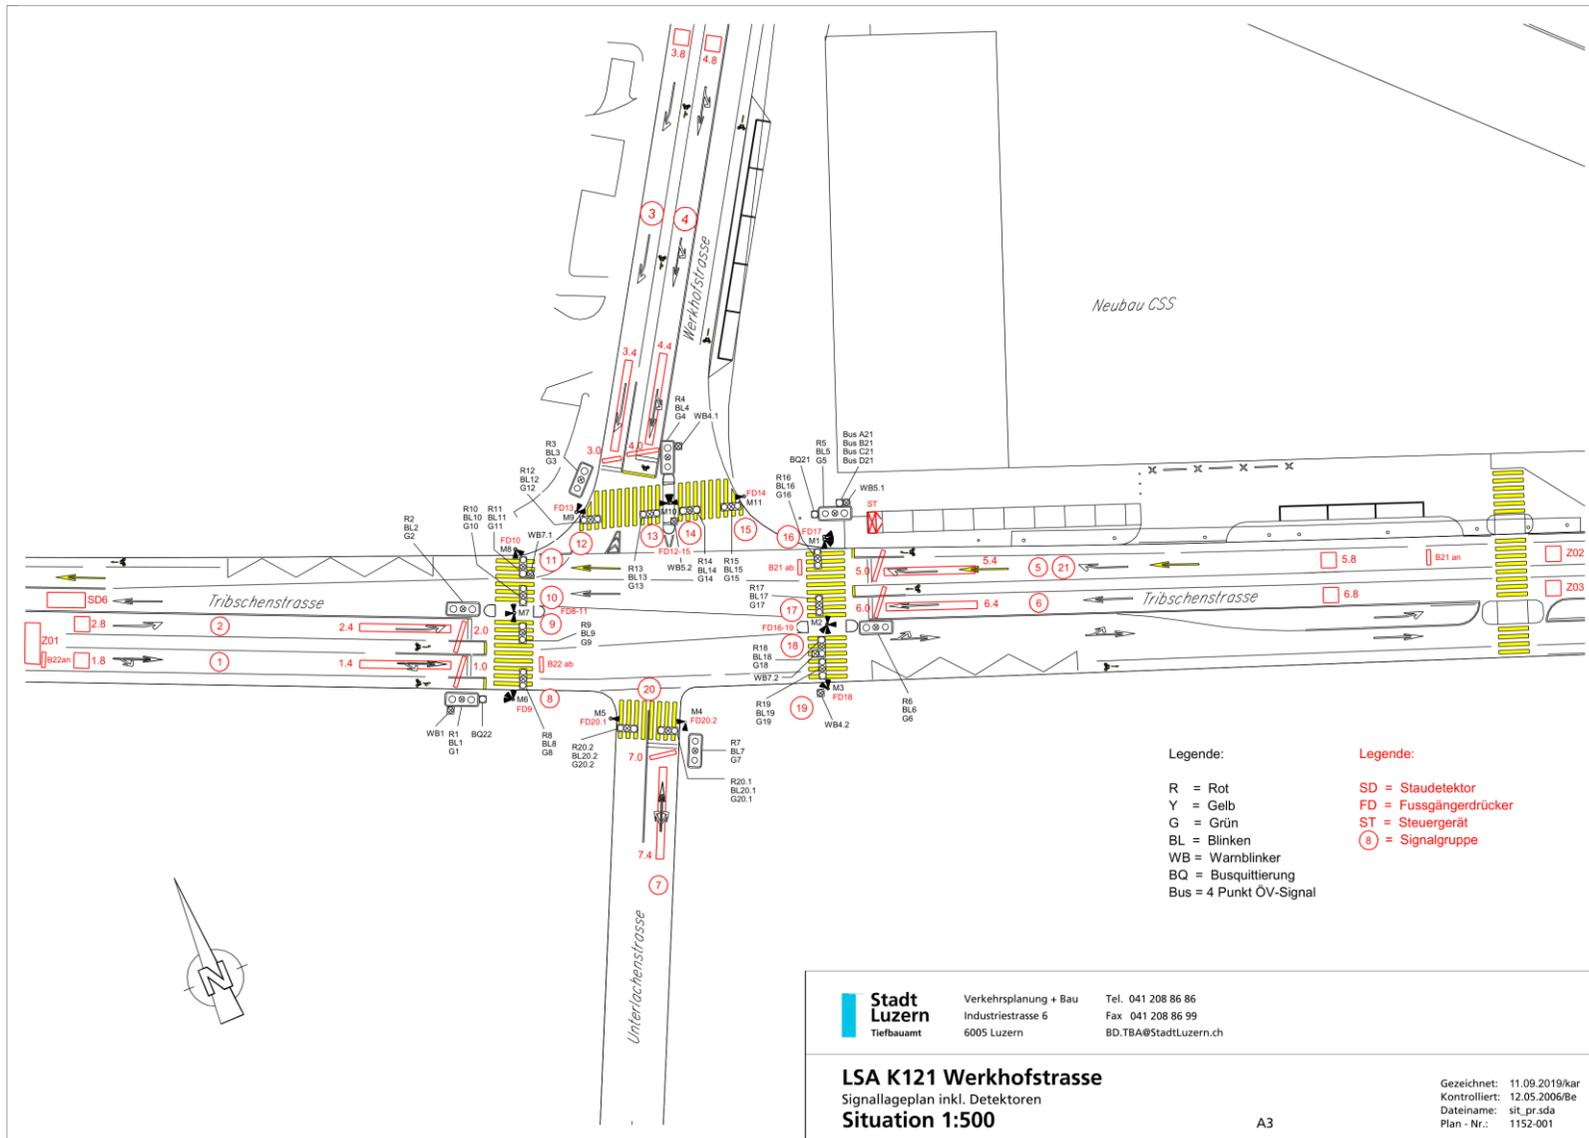 3.8
4.8
3
4
Werkhofstrasse
Neubau CSS
3.4
4.4
R4
BL4
G4
WB4.1
R3
BL3
G3
3.0
4.0
R12
BL12
G12
FD13
M9
M10
FD14
M11
12
13
14
15
FD12-15
WB5.2
R13
BL13
G13
R14
BL14
G14
R15
BL15
G15
R5
BL5
G5
BQ21
Bus A21
Bus B21
Bus C21
Bus D21
WB5.1
ST
R16
BL16
G16
16
FD17
M1
B21 ab
5.0
5.4
5
21
5.8
B21 an
Z02
R2
BL2
G2
R10
BL10
G10
R11
BL11
G11
WB7.1
FD10
M8
11
10
M7
FD8-11
9
R9
BL9
G9
SD6
Tribschenstrasse
Z01
2.8
2
2.4
2.0
B22an
1.8
1
1.4
1.0
B22 ab
M6
FD9
8
WB1
R1
BL1
G1
BQ22
R8
BL8
G8
R17
BL17
G17
17
FD16-19
M2
18
R18
BL18
G18
WB7.2
R19
BL19
G19
19
M3
FD18
WB4.2
6.0
6.4
6
6.8
Tribschenstrasse
Z03
R6
BL6
G6
20
M5
FD20.1
M4
FD20.2
R20.2
BL20.2
G20.2
7.0
R7
BL7
G7
R20.1
BL20.1
G20.1
7.4
7
Unterlachenstrasse
N
Legende:
R = Rot
Y = Gelb
G = Grün
BL = Blinken
WB = Warnblinker
BQ = Busquittierung
Bus = 4 Punkt ÖV-Signal
Legende:
SD = Staudetektor
FD = Fussgängerdrücker
ST = Steuergerät
8 = Signalgruppe
Stadt
Luzern
Tiefbauamt
Verkehrsplanung + Bau
Industriestrasse 6
6005 Luzern
Tel. 041 208 86 86
Fax 041 208 86 99
BD.TBA@StadtLuzern.ch
LSA K121 Werkhofstrasse
Signallageplan inkl. Detektoren
Situation 1:500
A3
Gezeichnet: 11.09.2019/kar
Kontrolliert: 12.05.2006/Be
Dateiname: sit_pr.sda
Plan - Nr.: 1152-001